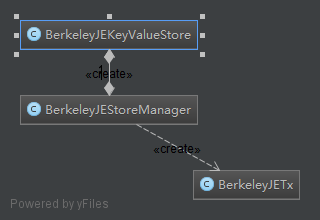 BerkeleyJEKeyValueStore
«create»
BerkeleyJEStoreManager
«create»
BerkeleyJETx
Powered by yFiles